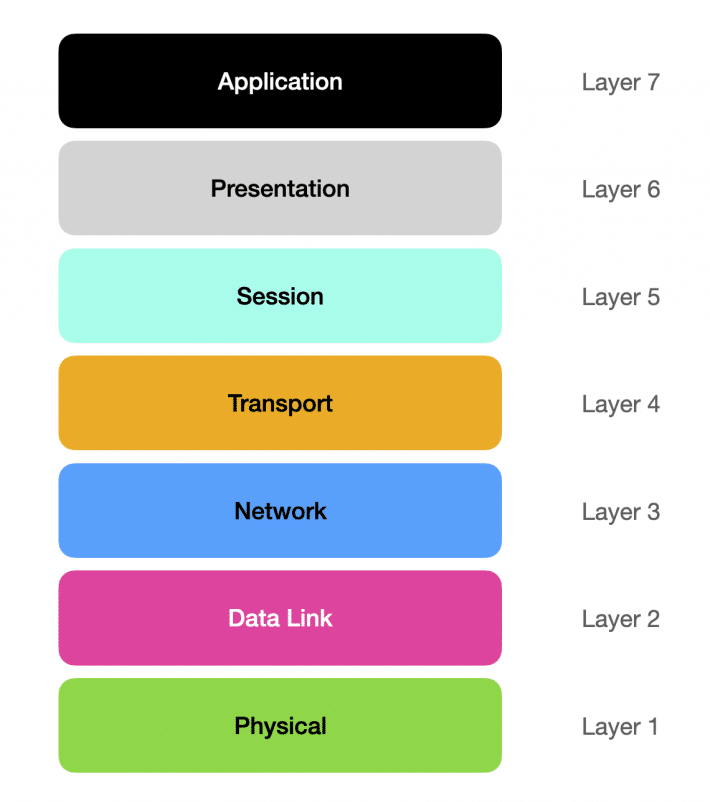 Application Layer 7
Presentation Layer 6
Session Layer 5
Transport Layer 4
Network Layer 3
Data Link Layer 2
Physical Layer 1